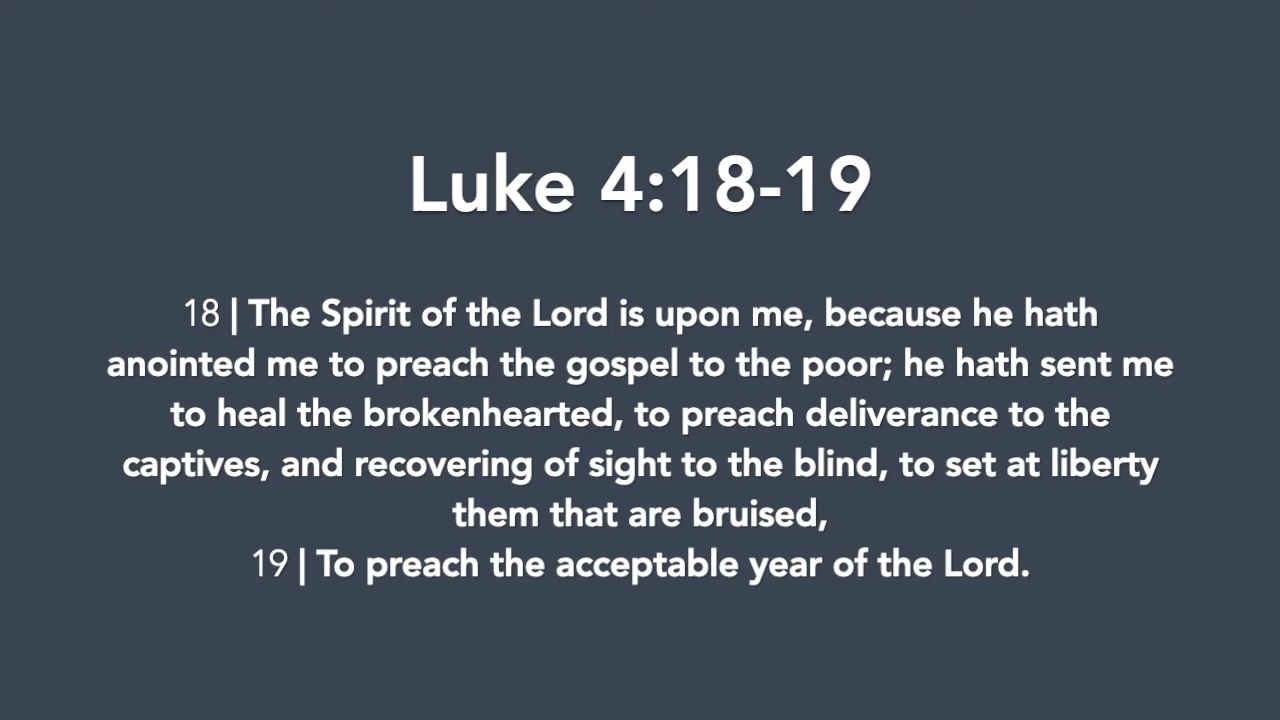 Luke 4:18-19
18 | The Spirit of the Lord is upon me, because he hath
anointed me to preach the gospel to the poor; he hath sent me
to heal the brokenhearted, to preach deliverance to the
captives, and recovering of sight to the blind, to set at liberty
them that are bruised,
19 | To preach the acceptable year of the Lord.